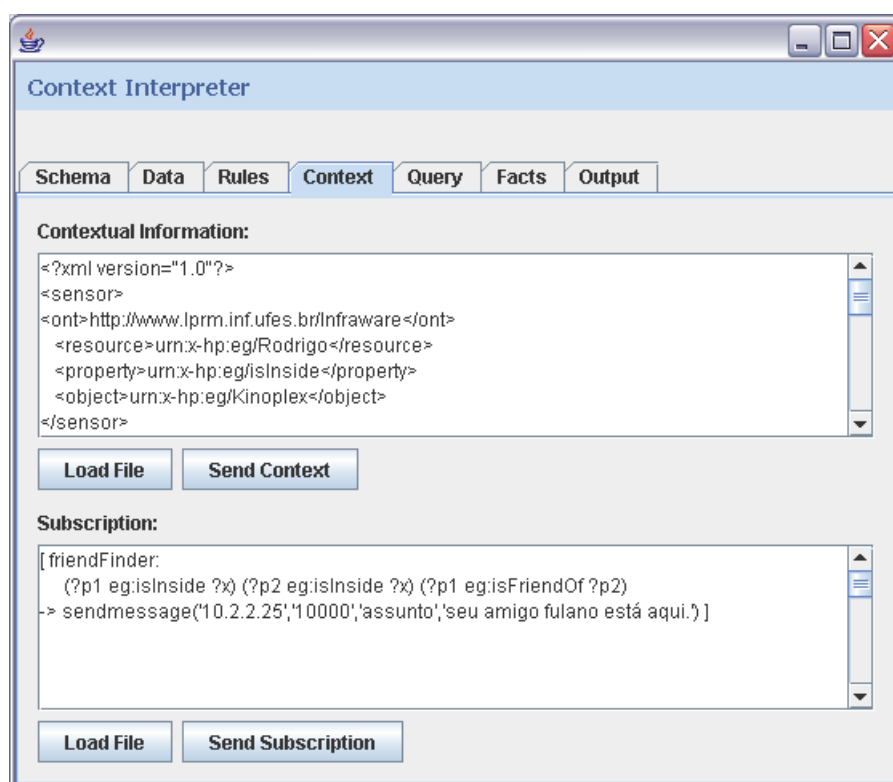 Context Interpreter
Schema Data Rules Context Query Facts Output
Contextual Information:
<?xml version="1.0"?>
<sensor>
<ont>http://www.lprm.inf.ufes.br/Infraware</ont>
<resource>urn:x-hp:eg/Rodrigo</resource>
<property>urn:x-hp:eg/isInside</property>
<object>urn:x-hp:eg/Kinoplex</object>
</sensor>
Load File Send Context
Subscription:
[ friendFinder:
(?p1 eg:isInside ?x) (?p2 eg:isInside ?x) (?p1 eg:isFriendOf ?p2)
-> sendmessage('10.2.2.25','10000','assunto','seu amigo fulano está aqui.') ]
Load File Send Subscription